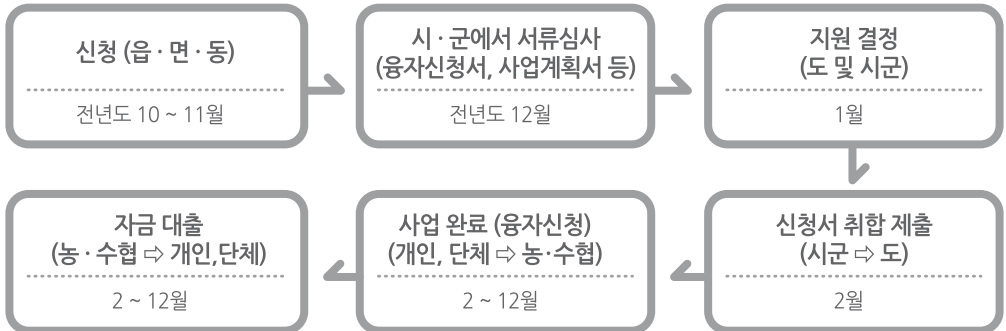 신청 (읍 · 면 · 동)
전년도 10 ~ 11월
시 · 군에서 서류심사
(융자신청서, 사업계획서 등)
전년도 12월
지원 결정
(도 및 시군)
1월
신청서 취합 제출
(시군 ⇨ 도)
2월
사업 완료 (융자신청)
(개인, 단체 ⇨ 농·수협)
2 ~ 12월
자금 대출
(농 · 수협 ⇨ 개인,단체)
2 ~ 12월